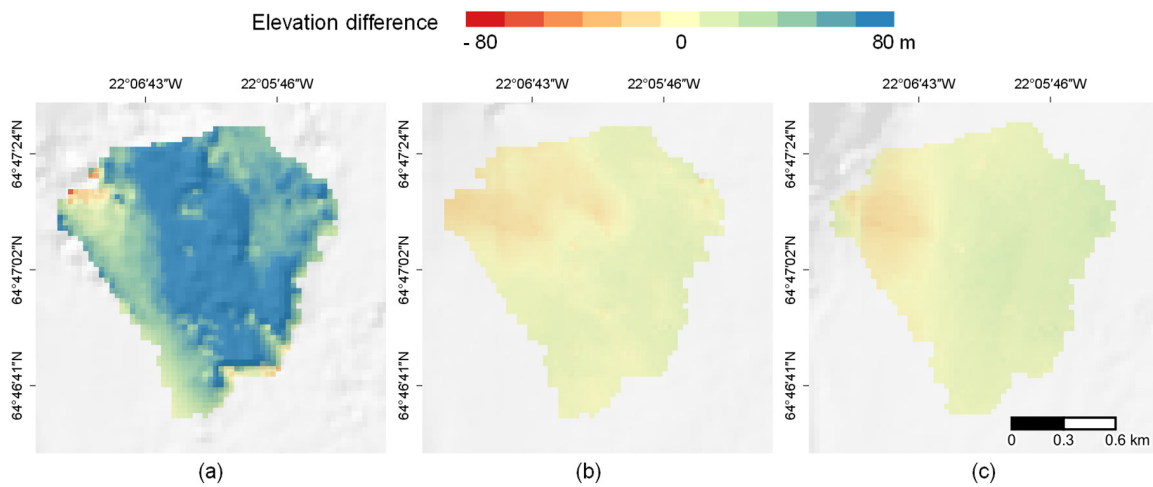 Elevation difference
- 80 0 80 m
22°06′43″W 22°05′46″W 22°06′43″W 22°05′46″W 22°06′43″W 22°05′46″W
64°47′24″N 64°47′24″N 64°47′24″N
64°47′02″N 64°47′02″N 64°47′02″N
64°46′41″N 64°46′41″N 64°46′41″N
0 0.3 0.6 km
(a) (b) (c)